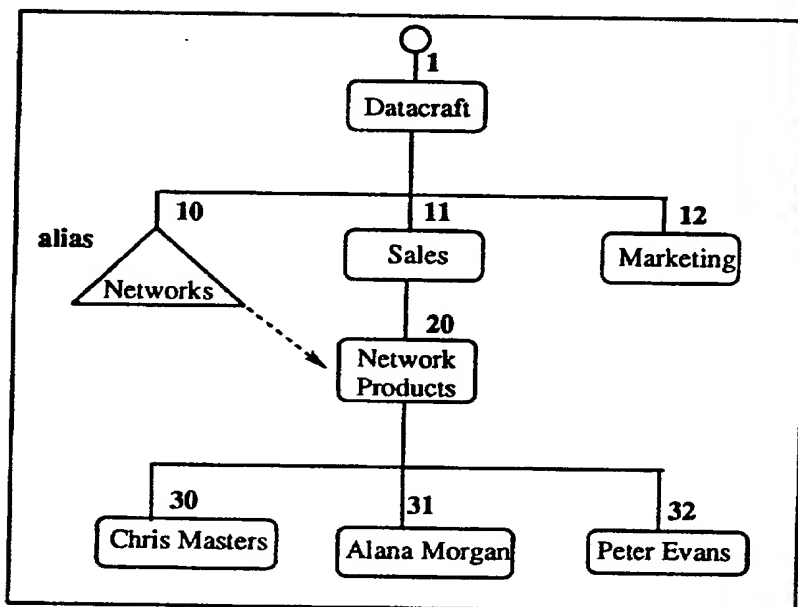 1
Datacraft
10
11
12
alias
Networks
Sales
Marketing
20
Network
Products
30
31
32
Chris Masters
Alana Morgan
Peter Evans